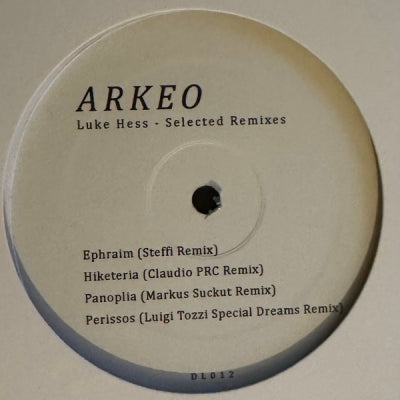 ARKEO
Luke Hess - Selected Remixes
Ephraim (Steffi Remix)
Hiketeria (Claudio PRC Remix)
Panoplia (Markus Suckut Remix)
Perissos (Luigi Tozzi Special Dreams Remix)
DL012